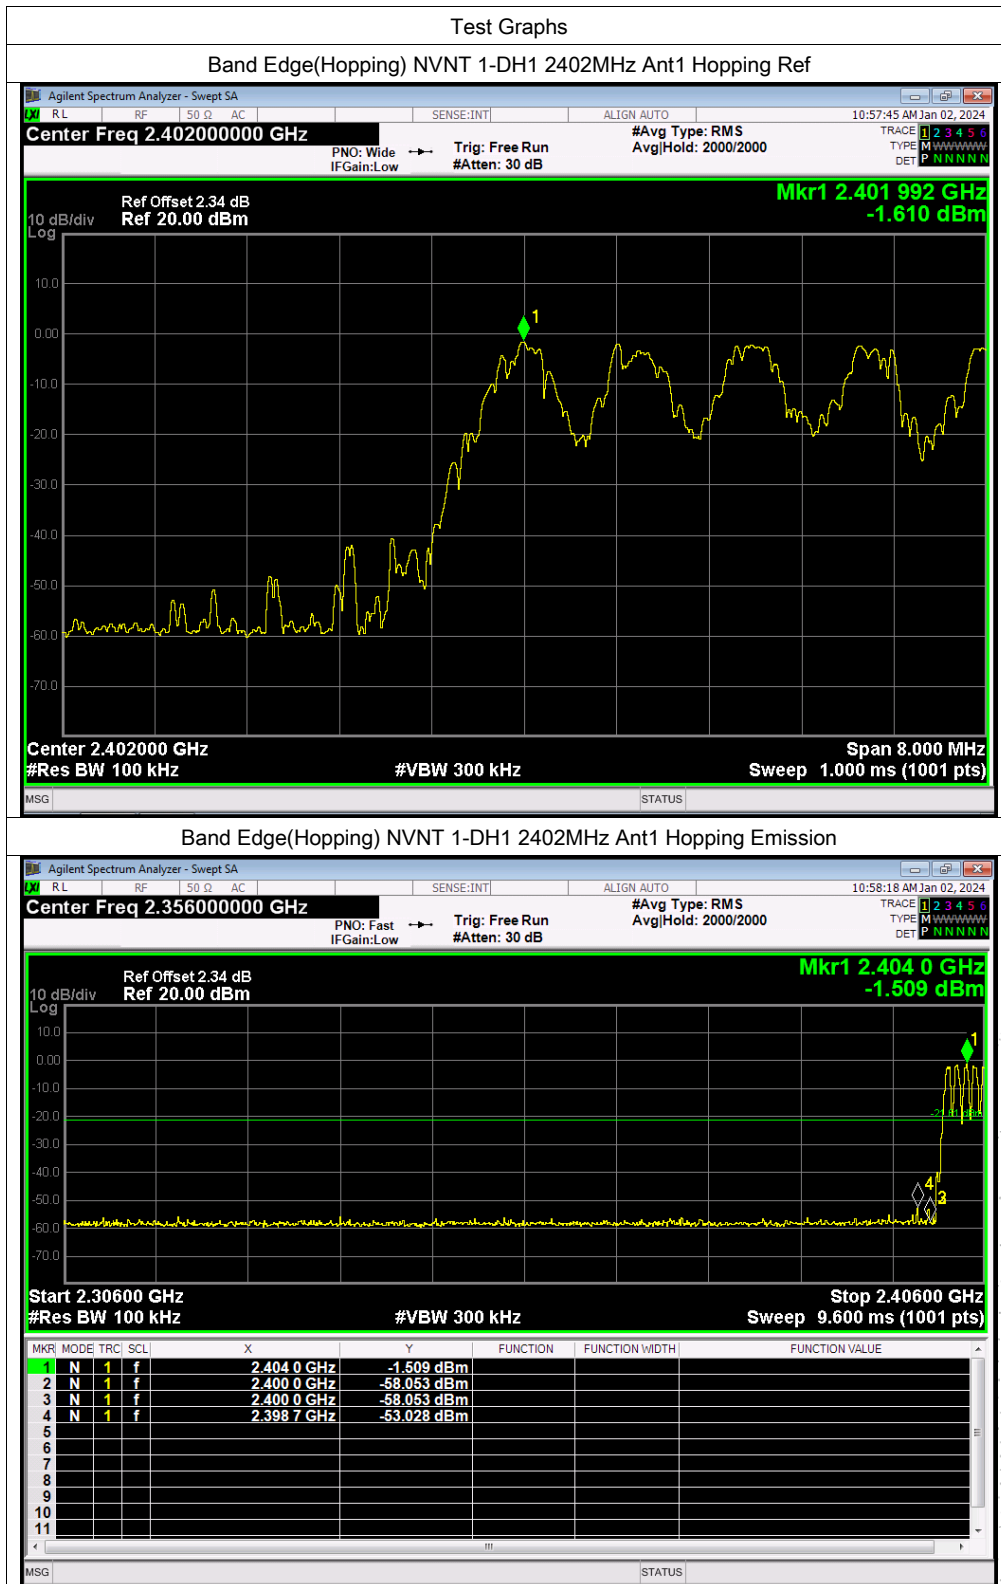 Test Graphs
Band Edge(Hopping) NVNT 1-DH1 2402MHz Ant1 Hopping Ref
Agilent Spectrum Analyzer - Swept SA
LXI RL RF 50 Ω AC SENSE:INT ALIGN AUTO 10:57:45 AM Jan 02, 2024
Center Freq 2.402000000 GHz #Avg Type: RMS TRACE 1 2 3 4 5 6
PNO: Wide Trig: Free Run Avg|Hold: 2000/2000 TYPE M WWWWW
IFGain:Low #Atten: 30 dB DET P N N N N N
Mkr1 2.401 992 GHz
Ref Offset 2.34 dB
10 dB/div Ref 20.00 dBm -1.610 dBm
Log
10.0
1
0.00
-10.0
-20.0
-30.0
-40.0
-50.0
-60.0
-70.0
Center 2.402000 GHz Span 8.000 MHz
#Res BW 100 kHz #VBW 300 kHz Sweep 1.000 ms (1001 pts)
MSG STATUS
Band Edge(Hopping) NVNT 1-DH1 2402MHz Ant1 Hopping Emission
Agilent Spectrum Analyzer - Swept SA
LXI RL RF 50 Ω AC SENSE:INT ALIGN AUTO 10:58:18 AM Jan 02, 2024
Center Freq 2.356000000 GHz #Avg Type: RMS TRACE 1 2 3 4 5 6
PNO: Fast Trig: Free Run Avg|Hold: 2000/2000 TYPE M WWWWW
IFGain:Low #Atten: 30 dB DET P N N N N N
Mkr1 2.404 0 GHz
Ref Offset 2.34 dB
10 dB/div Ref 20.00 dBm -1.509 dBm
Log
10.0
1
0.00
-10.0
-20.0
-21.61 dBm
-30.0
-40.0
4
-50.0
3
-60.0
-70.0
Start 2.30600 GHz Stop 2.40600 GHz
#Res BW 100 kHz #VBW 300 kHz Sweep 9.600 ms (1001 pts)
MKR MODE TRC SCL X Y FUNCTION FUNCTION WIDTH FUNCTION VALUE
1 N 1 f 2.404 0 GHz -1.509 dBm
2 N 1 f 2.400 0 GHz -58.053 dBm
3 N 1 f 2.400 0 GHz -58.053 dBm
4 N 1 f 2.398 7 GHz -53.028 dBm
5
6
7
8
9
10
11
MSG STATUS